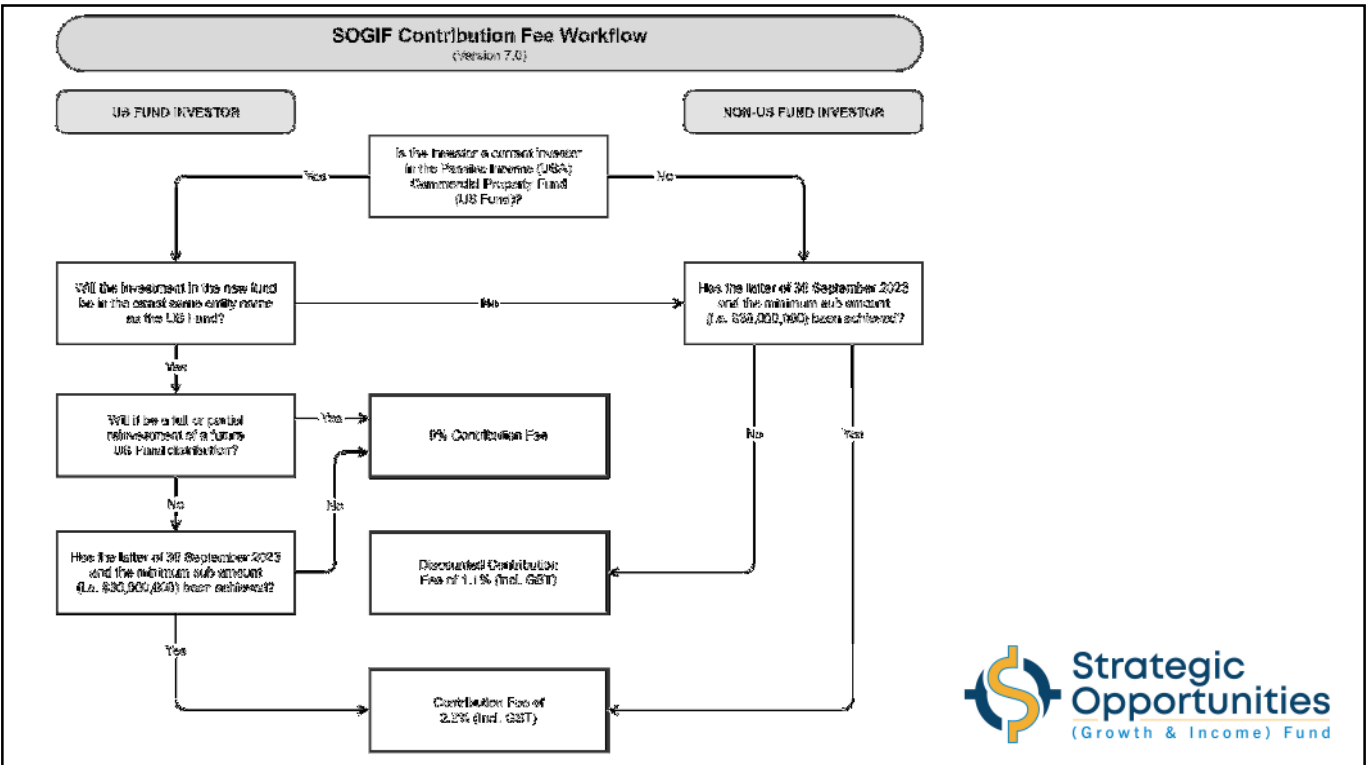 SOGIF Contribution Fee Workflow
(Version 7.0)
US FUND INVESTOR
NON-US FUND INVESTOR
Is the Investor a current investor
in the Passive Income (USA)
Commercial Property Fund
(US Fund)?
Yes
No
Will the investment in the new fund
be in the exact same entity name
as the US Fund?
No
Has the latter of 30 September 2023
and the minimum sub amount
(i.e. $30,000,000) been achieved?
Yes
Will it be a full or partial
reinvestment of a future
US Fund distribution?
Yes
0% Contribution Fee
No
Yes
No
No
Has the latter of 30 September 2023
and the minimum sub amount
(i.e. $30,000,000) been achieved?
Discounted Contribution
Fee of 1.1% (incl. GST)
Yes
Contribution Fee of
2.2% (incl. GST)
Strategic
Opportunities
(Growth & Income) Fund